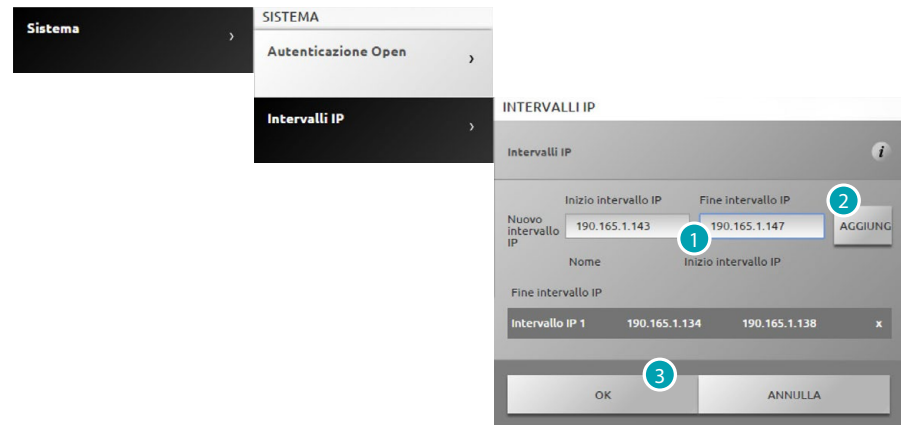 Sistema
›
SISTEMA
Autenticazione Open
›
Intervalli IP
›
INTERVALLI IP
Intervalli IP
i
Inizio intervallo IP Fine intervallo IP
2
Nuovo intervallo IP
190.165.1.143
190.165.1.147
AGGIUNG
1
Nome Inizio intervallo IP
Fine intervallo IP
Intervallo IP 1 190.165.1.134 190.165.1.138 x
3
OK ANNULLA